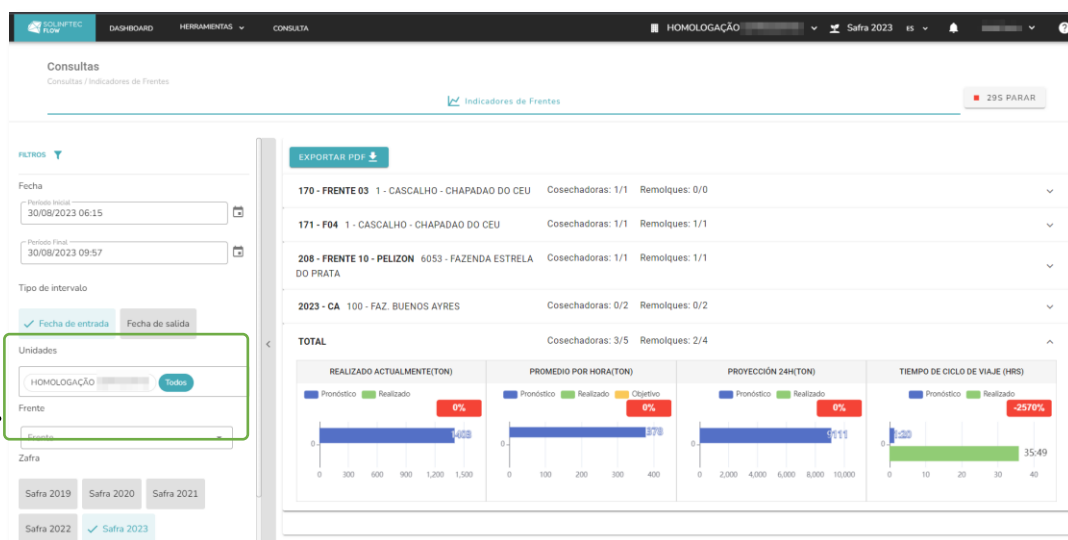 SOLINFTEC
FLOW
DASHBOARD HERRAMIENTAS CONSULTA HOMOLOGAÇÃO Safra 2023 ES
Consultas
Consultas / Indicadores de Frentes
Indicadores de Frentes
29S PARAR
FILTROS
Fecha
Periodo Inicial
30/08/2023 06:15
Periodo Final
30/08/2023 09:57
Tipo de intervalo
Fecha de entrada Fecha de salida
Unidades
HOMOLOGAÇÃO Todos
Frente
Frente
Zafra
Safra 2019 Safra 2020 Safra 2021
Safra 2022 Safra 2023
EXPORTAR PDF
170 - FRENTE 03 1 - CASCALHO - CHAPADAO DO CEU Cosechadoras: 1/1 Remolques: 0/0
171 - F04 1 - CASCALHO - CHAPADAO DO CEU Cosechadoras: 1/1 Remolques: 1/1
208 - FRENTE 10 - PELIZON 6053 - FAZENDA ESTRELA Cosechadoras: 1/1 Remolques: 1/1
DO PRATA
2023 - CA 100 - FAZ. BUENOS AYRES Cosechadoras: 0/2 Remolques: 0/2
TOTAL Cosechadoras: 3/5 Remolques: 2/4
REALIZADO ACTUALMENTE(TON)
Pronóstico Realizado
0%
1403
0
0 300 600 900 1,200 1,500
PROMEDIO POR HORA(TON)
Pronóstico Realizado Objetivo
0%
378
0
0 100 200 300 400
PROYECCIÓN 24H(TON)
Pronóstico Realizado
0%
9111
0
0 2,000 4,000 6,000 8,000 10,000
TIEMPO DE CICLO DE VIAJE (HRS)
Pronóstico Realizado
-2570%
1:20
0
35:49
0 10 20 30 40